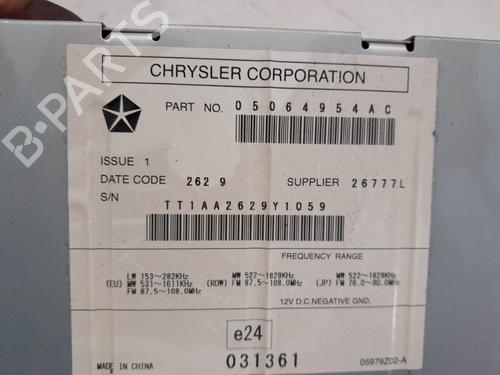 CHRYSLER CORPORATION
PART NO. 05064954AC
ISSUE 1
DATE CODE 262 9 SUPPLIER 26777L
S/N
TT1AA2629Y1059
FREQUENCY RANGE
LW 153~282KHz
(EU) MW 531~1611KHz
FM 87.5~108.0MHz
MW 522~1629KHz
(ROW) FM 87.5~108.0MHz
MW 522~1629KHz
(JP) FM 76.0~90.0MHz
12V D.C.NEGATIVE GND.
e24
031361
MADE IN CHINA
05979Z02-A
B-PARTS